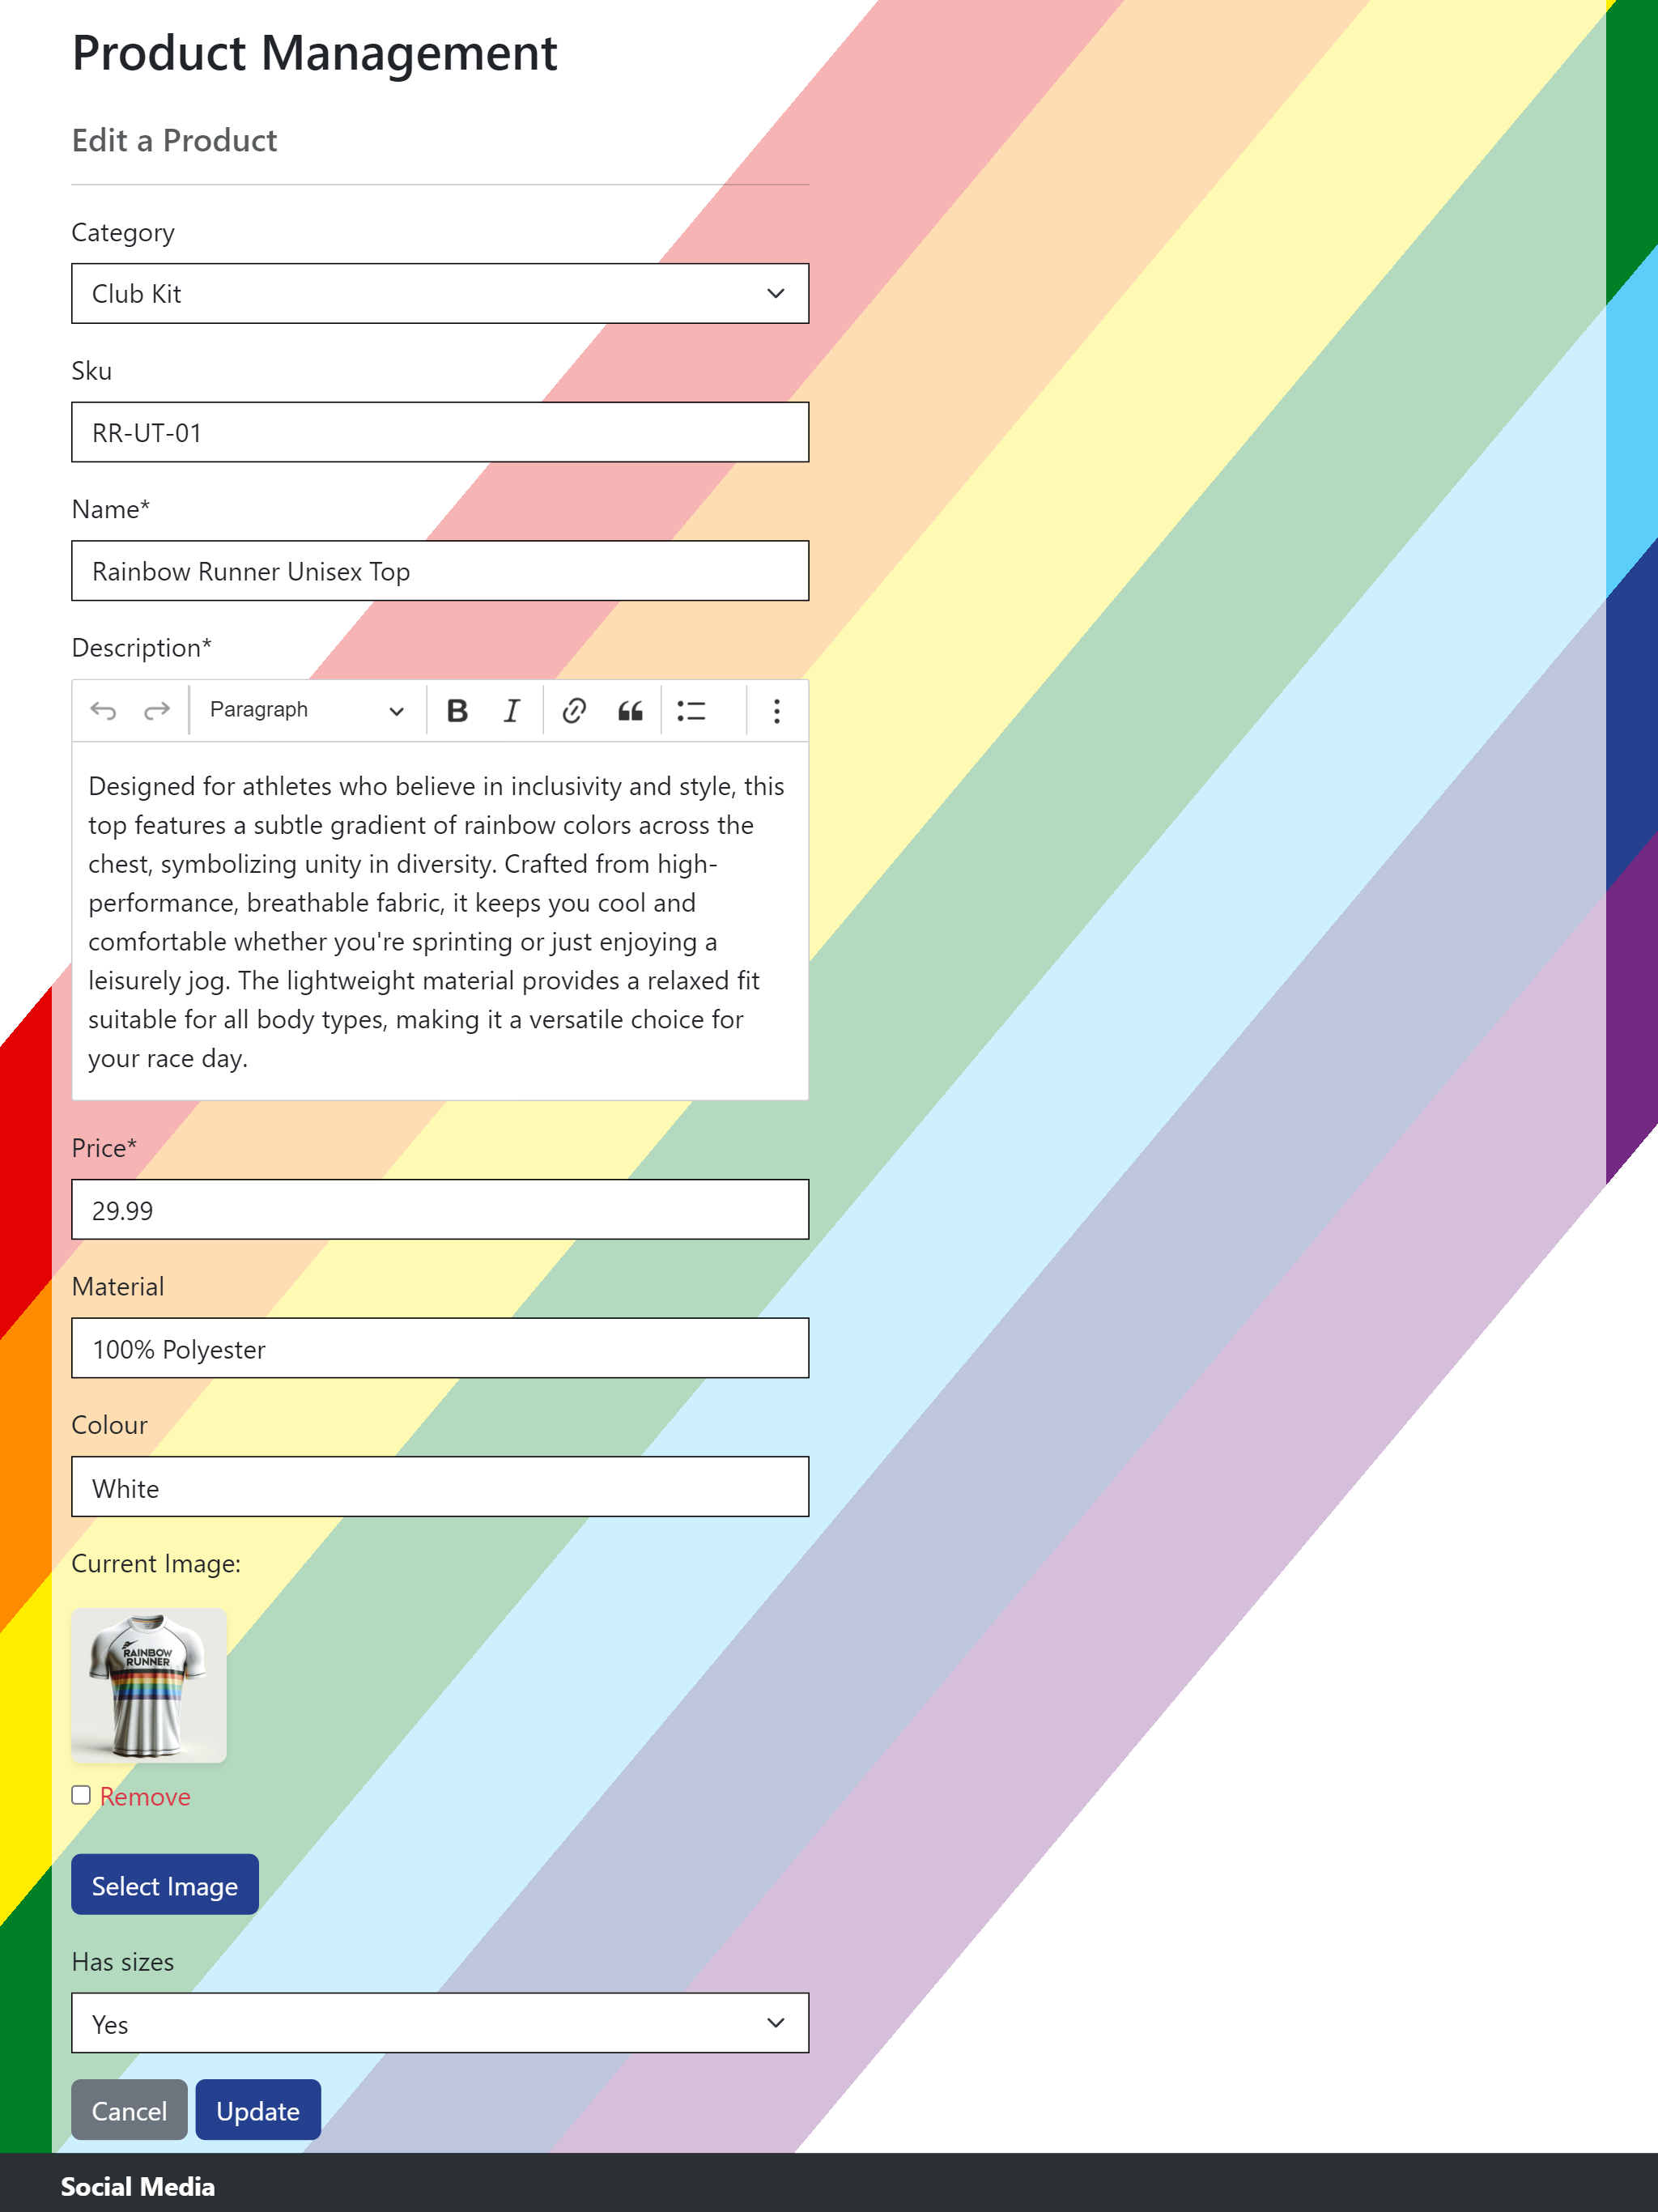 Product Management
Edit a Product
Category
Club Kit
Sku
RR-UT-01
Name*
Rainbow Runner Unisex Top
Description*
Paragraph
B I
Designed for athletes who believe in inclusivity and style, this
top features a subtle gradient of rainbow colors across the
chest, symbolizing unity in diversity. Crafted from high-
performance, breathable fabric, it keeps you cool and
comfortable whether you're sprinting or just enjoying a
leisurely jog. The lightweight material provides a relaxed fit
suitable for all body types, making it a versatile choice for
your race day.
Price*
29.99
Material
100% Polyester
Colour
White
Current Image:
RAINBOW
RUNNER
Remove
Select Image
Has sizes
Yes
Cancel Update
Social Media